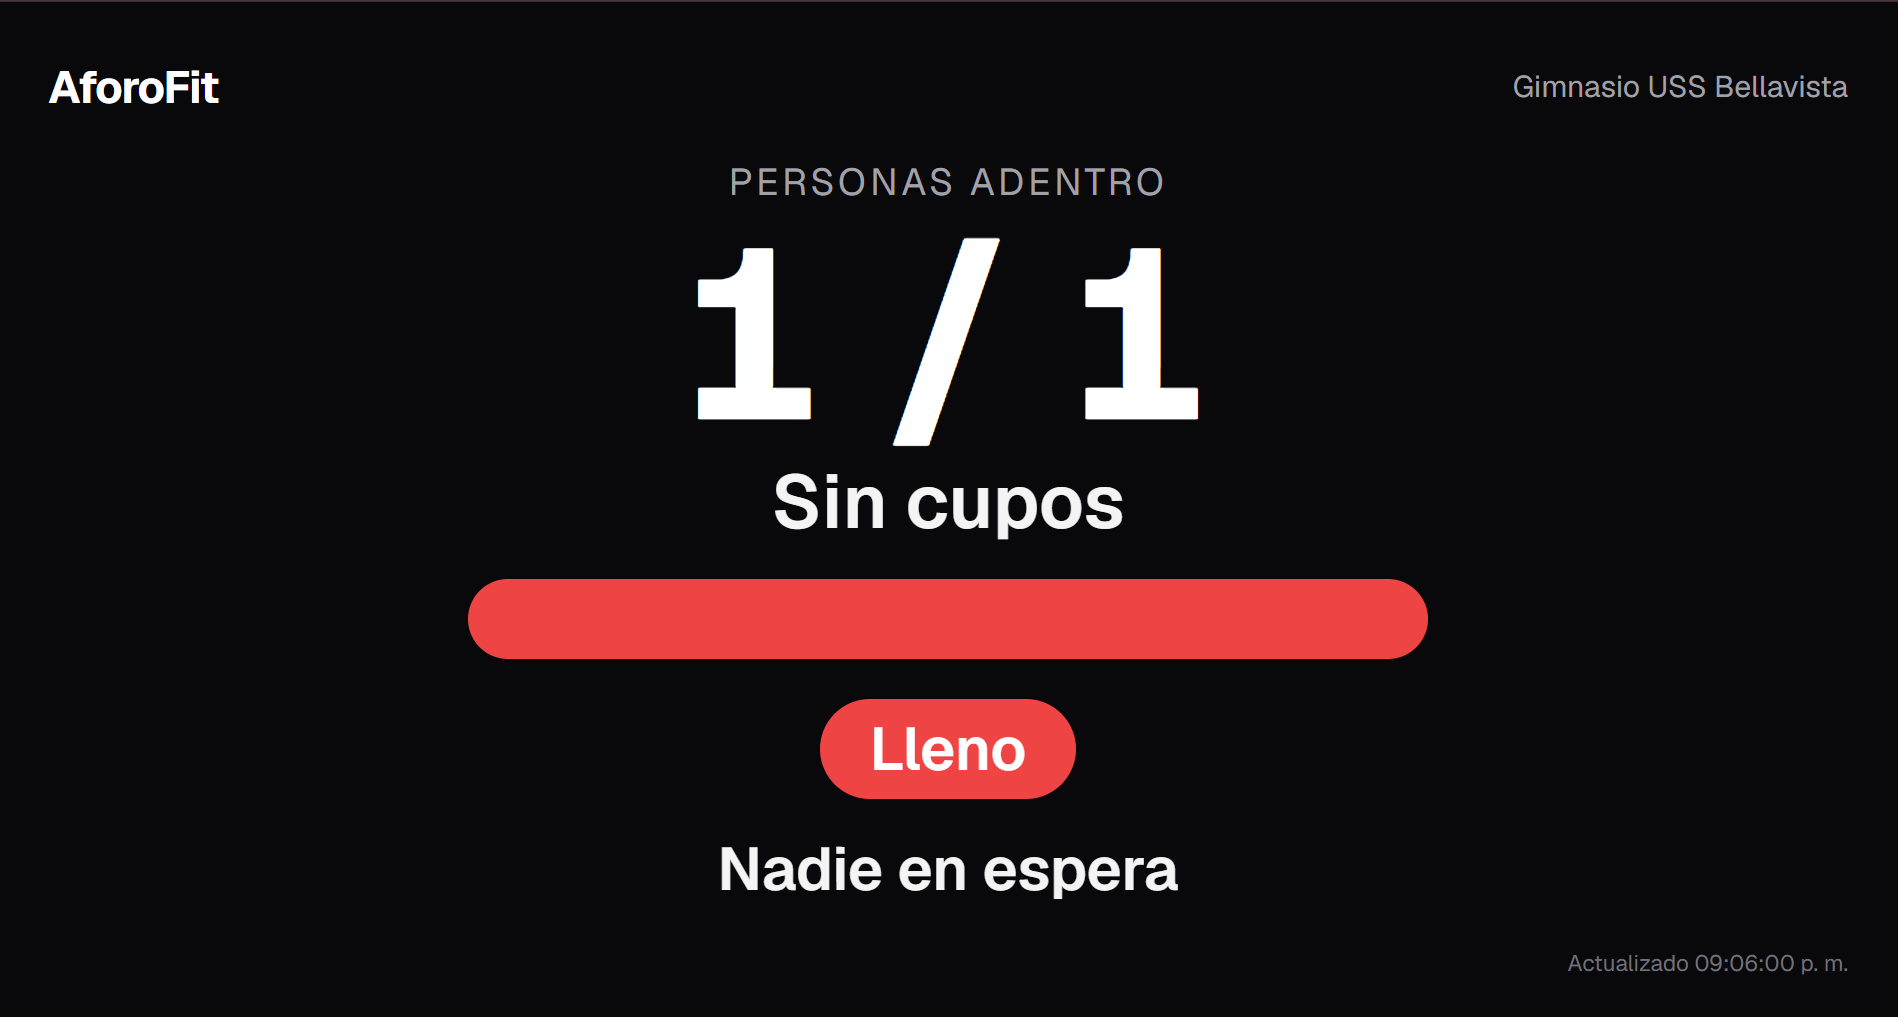 AforoFit
Gimnasio USS Bellavista
PERSONAS ADENTRO
1 / 1
Sin cupos
Lleno
Nadie en espera
Actualizado 09:06:00 p. m.